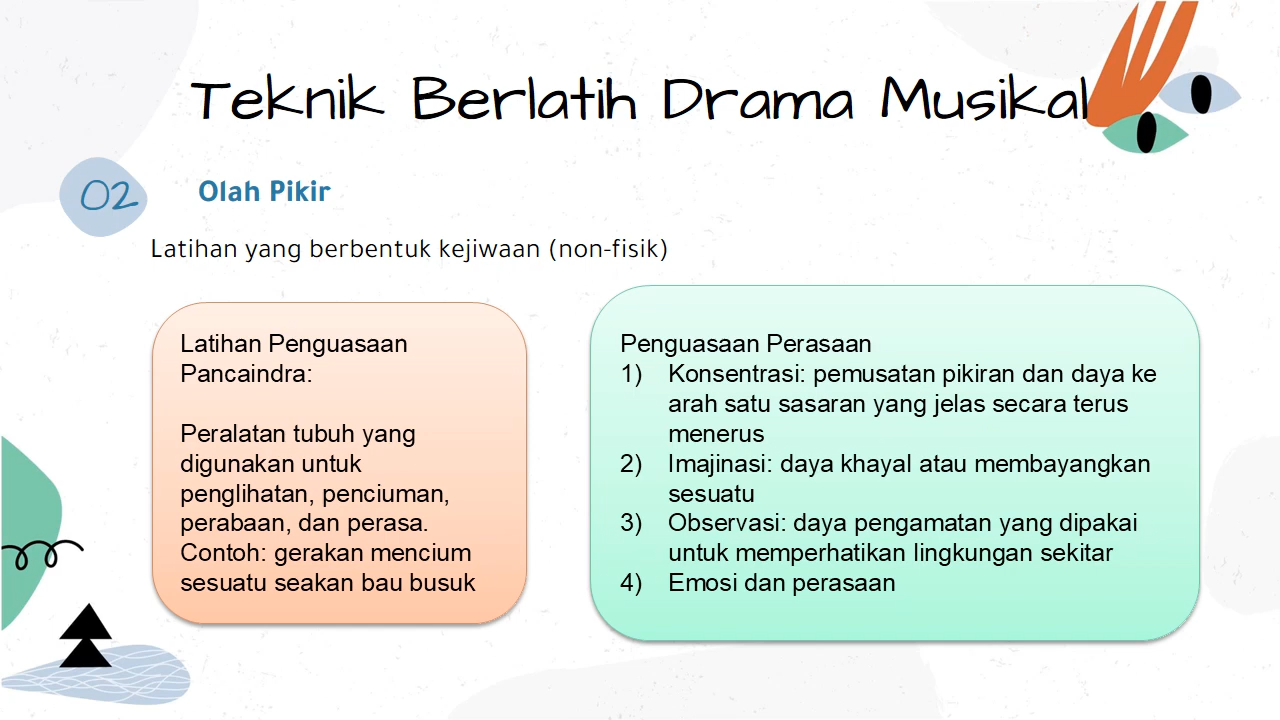 Teknik Berlatih Drama Musikal
02
Olah Pikir
Latihan yang berbentuk kejiwaan (non-fisik)
Latihan Penguasaan
Pancaindra:
Peralatan tubuh yang
digunakan untuk
penglihatan, penciuman,
perabaan, dan perasa.
Contoh: gerakan mencium
sesuatu seakan bau busuk
Penguasaan Perasaan
1) Konsentrasi: pemusatan pikiran dan daya ke
arah satu sasaran yang jelas secara terus
menerus
2) Imajinasi: daya khayal atau membayangkan
sesuatu
3) Observasi: daya pengamatan yang dipakai
untuk memperhatikan lingkungan sekitar
4) Emosi dan perasaan